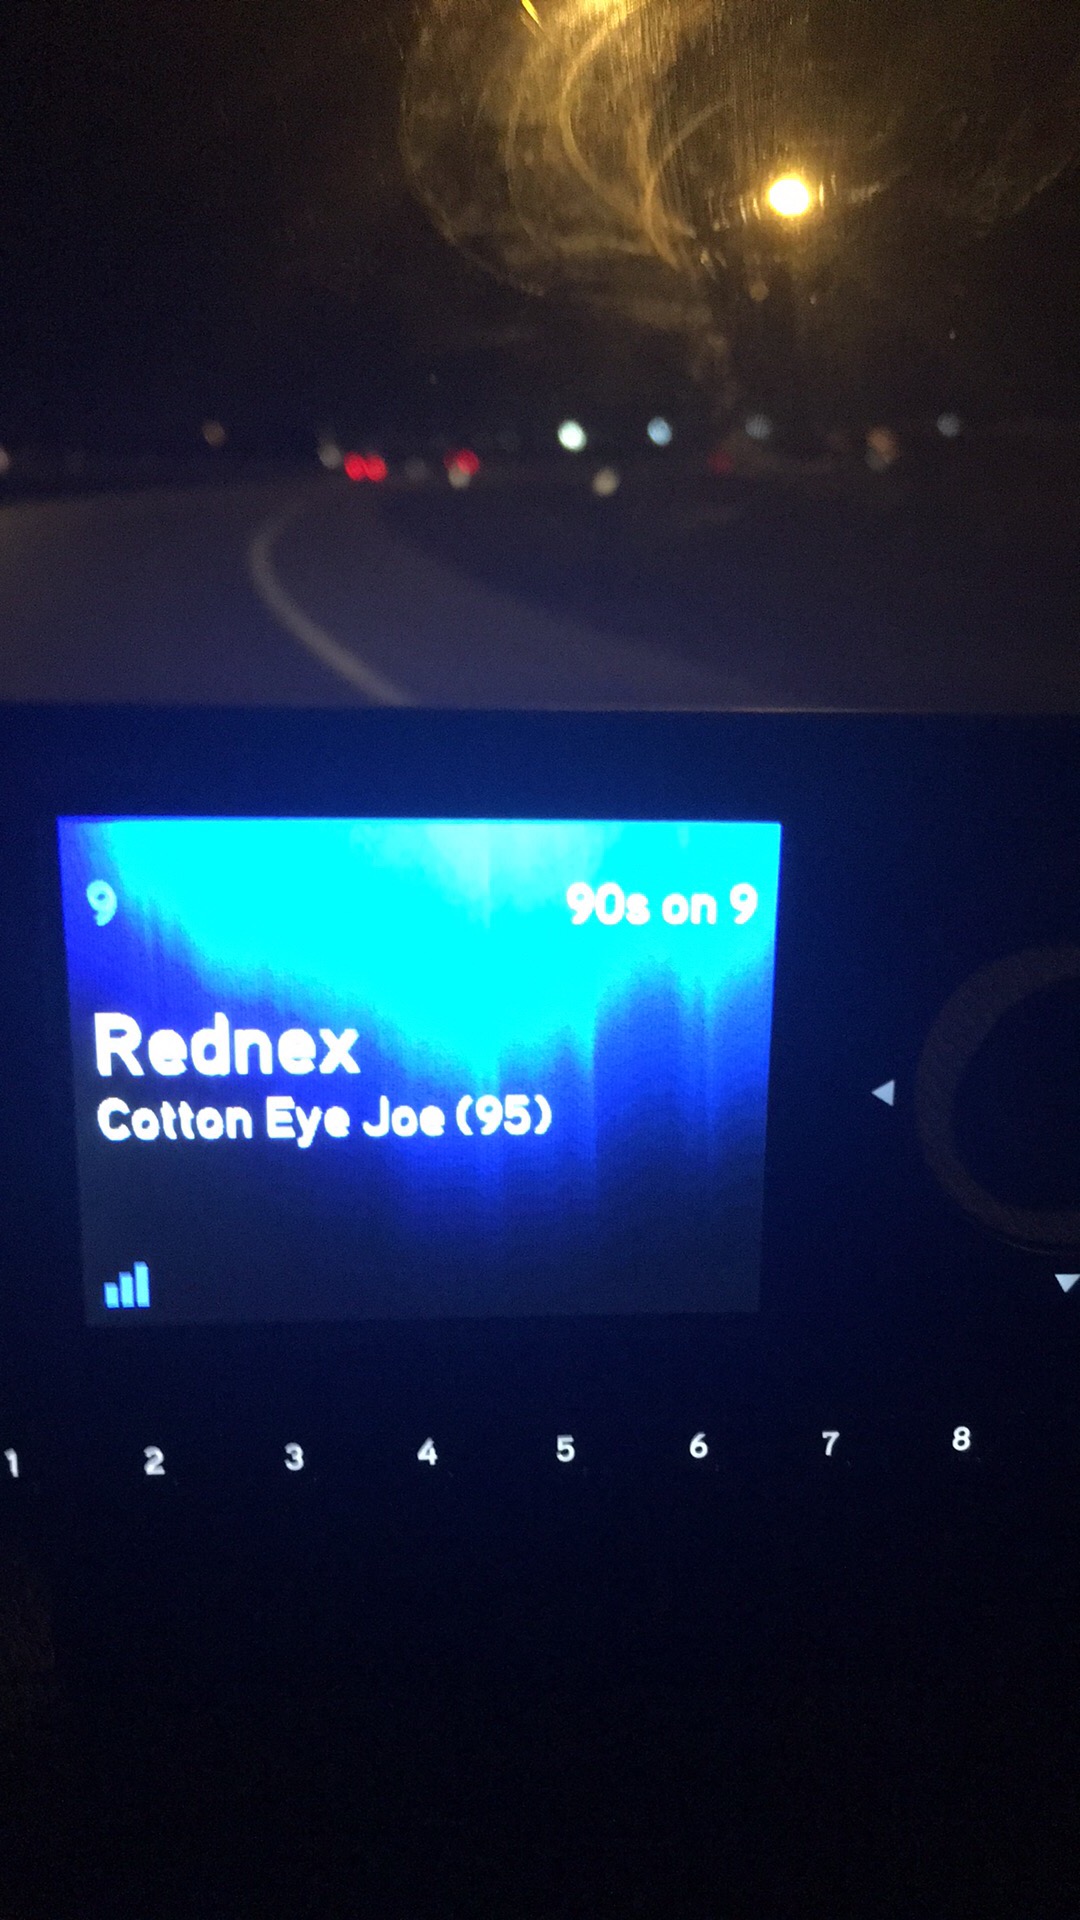 9
90s on 9
Rednex
Cotton Eye Joe (95)
1 2 3 4 5 6 7 8